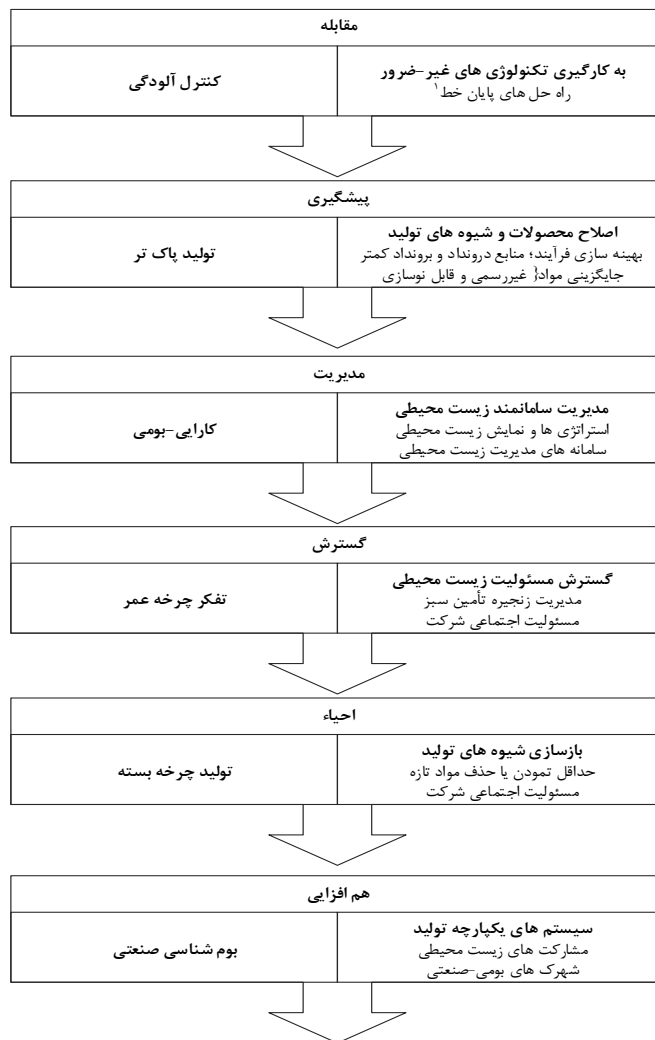 مقابله
به کارگیری تکنولوژی های غیر-ضرور
راه حل های پایان خط۱
کنترل آلودگی
پیشگیری
اصلاح محصولات و شیوه های تولید
بهینه سازی فرآیند؛ منابع درونداد و برونداد کمتر
جایگزینی مواد{ غیررسمی و قابل نوسازی
تولید پاک تر
مدیریت
مدیریت سامانمند زیست محیطی
استراتژی ها و نمایش زیست محیطی
سامانه های مدیریت زیست محیطی
کارایی-بومی
گسترش
گسترش مسئولیت زیست محیطی
مدیریت زنجیره تأمین سبز
مسئولیت اجتماعی شرکت
تفکر چرخه عمر
احیاء
بازسازی شیوه های تولید
حداقل تمودن یا حذف مواد تازه
مسئولیت اجتماعی شرکت
تولید چرخه بسته
هم افزایی
سیستم های یکپارچه تولید
مشارکت های زیست محیطی
شهرک های بومی-صنعتی
بوم شناسی صنعتی